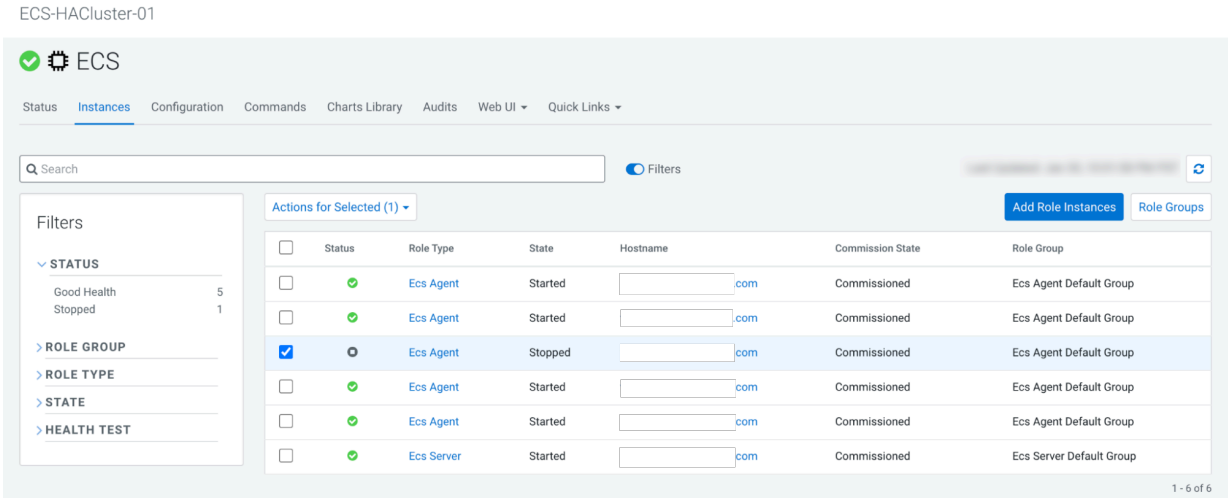 ECS-HACluster-01
ECS
Status Instances Configuration Commands Charts Library Audits Web UI Quick Links
Search
Filters
Filters
STATUS
Good Health 5
Stopped 1
ROLE GROUP
ROLE TYPE
STATE
HEALTH TEST
Actions for Selected (1)
Add Role Instances Role Groups
Status Role Type State Hostname Commission State Role Group
Ecs Agent Started .com Commissioned Ecs Agent Default Group
Ecs Agent Started .com Commissioned Ecs Agent Default Group
Ecs Agent Stopped com Commissioned Ecs Agent Default Group
Ecs Agent Started com Commissioned Ecs Agent Default Group
Ecs Agent Started com Commissioned Ecs Agent Default Group
Ecs Server Started com Commissioned Ecs Server Default Group
1 - 6 of 6